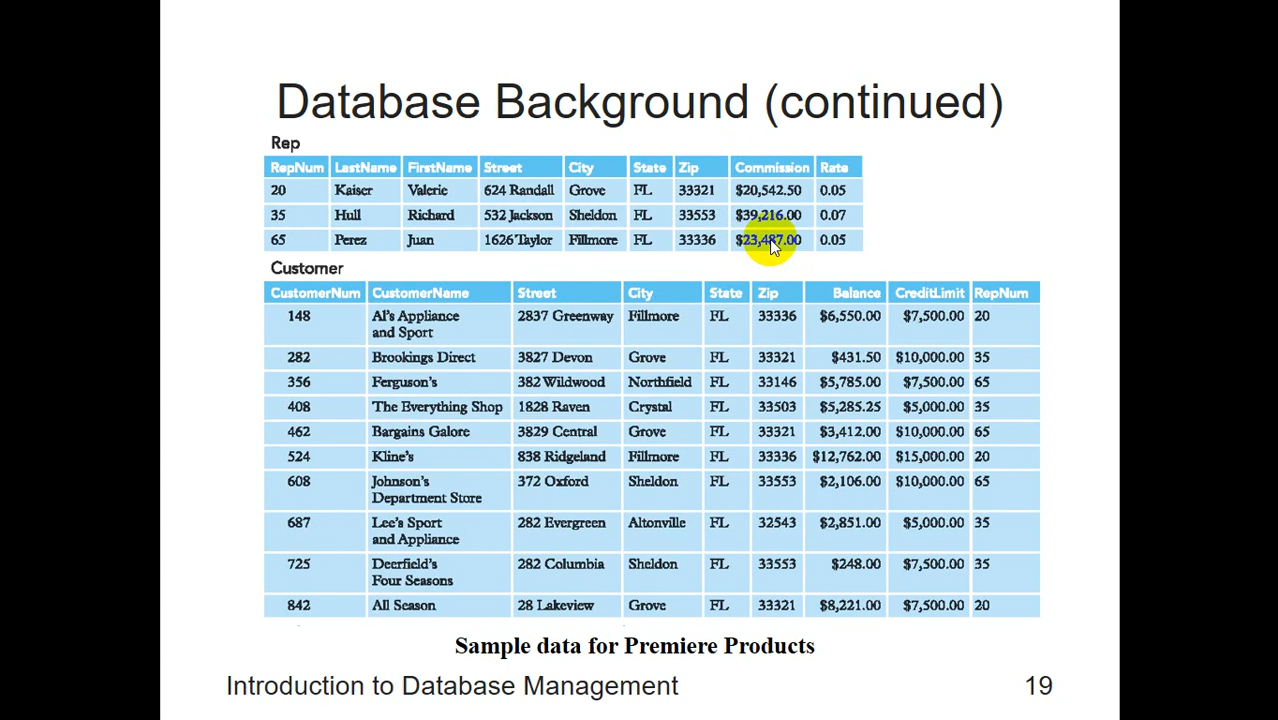 Database Background (continued)
Rep
RepNum LastName FirstName Street City State Zip Commission Rate
20 Kaiser Valerie 624 Randall Grove FL 33321 $20,542.50 0.05
35 Hull Richard 532 Jackson Sheldon FL 33553 $39,216.00 0.07
65 Perez Juan 1626 Taylor Fillmore FL 33336 $23,487.00 0.05
Customer
CustomerNum CustomerName Street City State Zip Balance CreditLimit RepNum
148 Al's Appliance 2837 Greenway Fillmore FL 33336 $6,550.00 $7,500.00 20
and Sport
282 Brookings Direct 3827 Devon Grove FL 33321 $431.50 $10,000.00 35
356 Ferguson's 382 Wildwood Northfield FL 33146 $5,785.00 $7,500.00 65
408 The Everything Shop 1828 Raven Crystal FL 33503 $5,285.25 $5,000.00 35
462 Bargains Galore 3829 Central Grove FL 33321 $3,412.00 $10,000.00 65
524 Kline's 838 Ridgeland Fillmore FL 33336 $12,762.00 $15,000.00 20
608 Johnson's 372 Oxford Sheldon FL 33553 $2,106.00 $10,000.00 65
Department Store
687 Lee's Sport 282 Evergreen Altonville FL 32543 $2,851.00 $5,000.00 35
and Appliance
725 Deerfield's 282 Columbia Sheldon FL 33553 $248.00 $7,500.00 35
Four Seasons
842 All Season 28 Lakeview Grove FL 33321 $8,221.00 $7,500.00 20
Sample data for Premiere Products
Introduction to Database Management 19